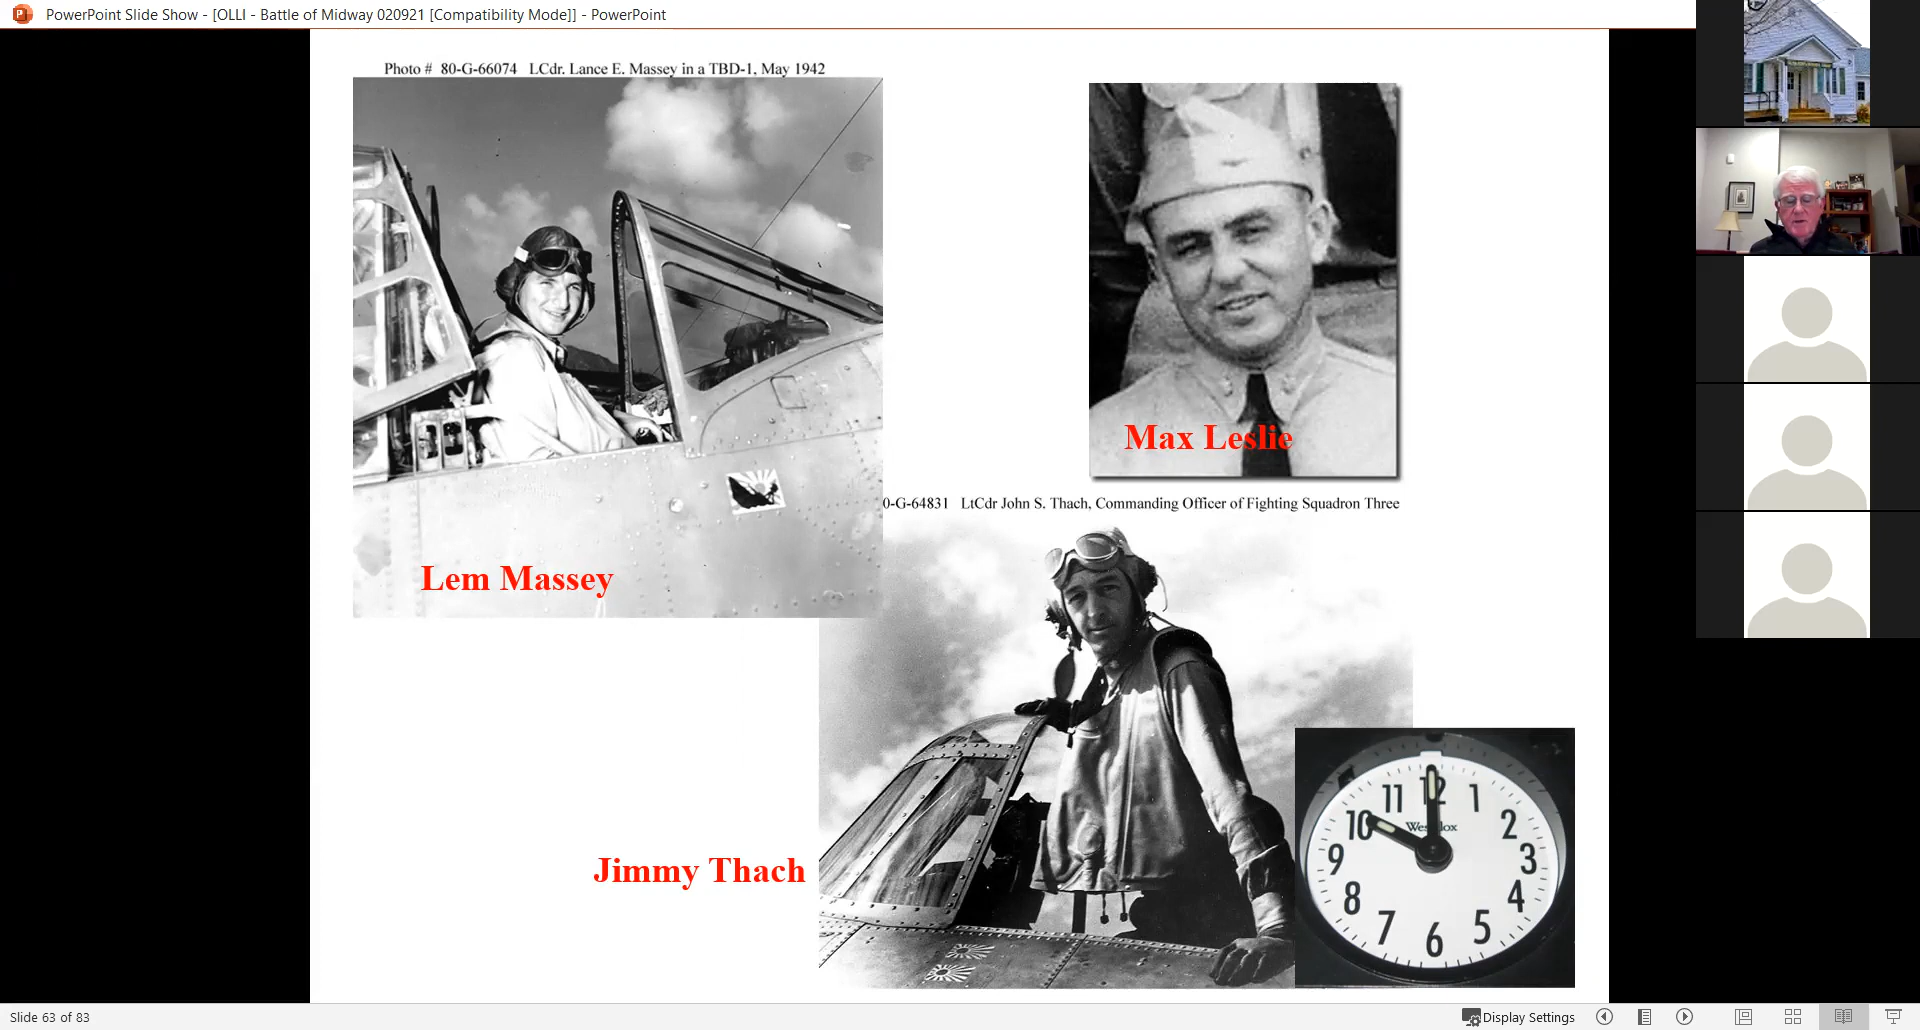 PowerPoint Slide Show - [OLLI - Battle of Midway 020921 [Compatibility Mode]] - PowerPoint
Photo # 80-G-66074 LCdr. Lance E. Massey in a TBD-1, May 1942
Max Leslie
0-G-64831 LtCdr John S. Thach, Commanding Officer of Fighting Squadron Three
Lem Massey
Jimmy Thach
12
11
1
10
2
9
3
8
4
7
5
6
Slide 63 of 83
Display Settings